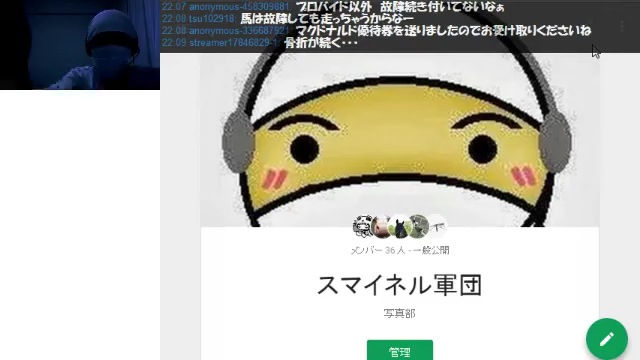 22:07 anonymous-458309881 プロバイド以外 故障続き付いてないなぁ
22:08 tsu102918: 馬は故障しても走っちゃうからなー
22:08 anonymous-336687921 マクドナルド優待券を送りましたのでお受け取りくださいね
22:09 streamer17846829-1: 骨折が続く･･･
メンバー 36 人 - 一般公開
スマイネル軍団
写真部
管理